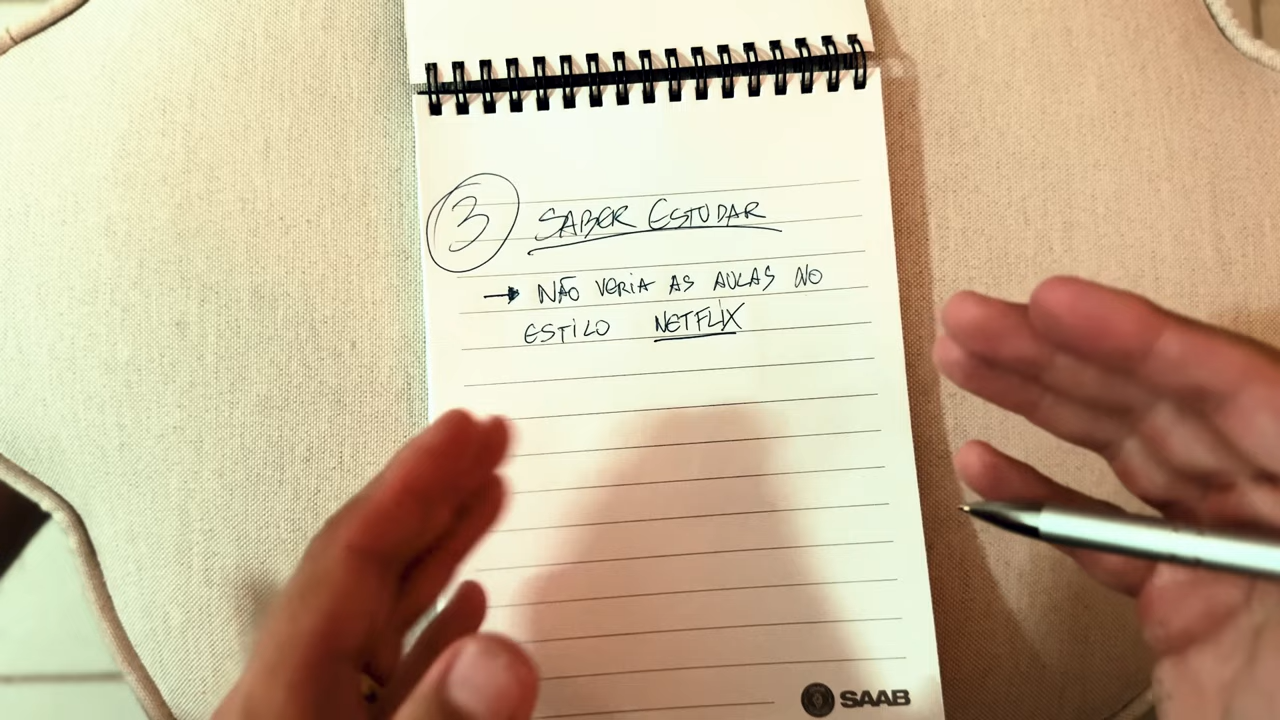 3 SABER ESTUDAR
→ NÃO VERIA AS AULAS NO
ESTILO NETFLIX
SAAB